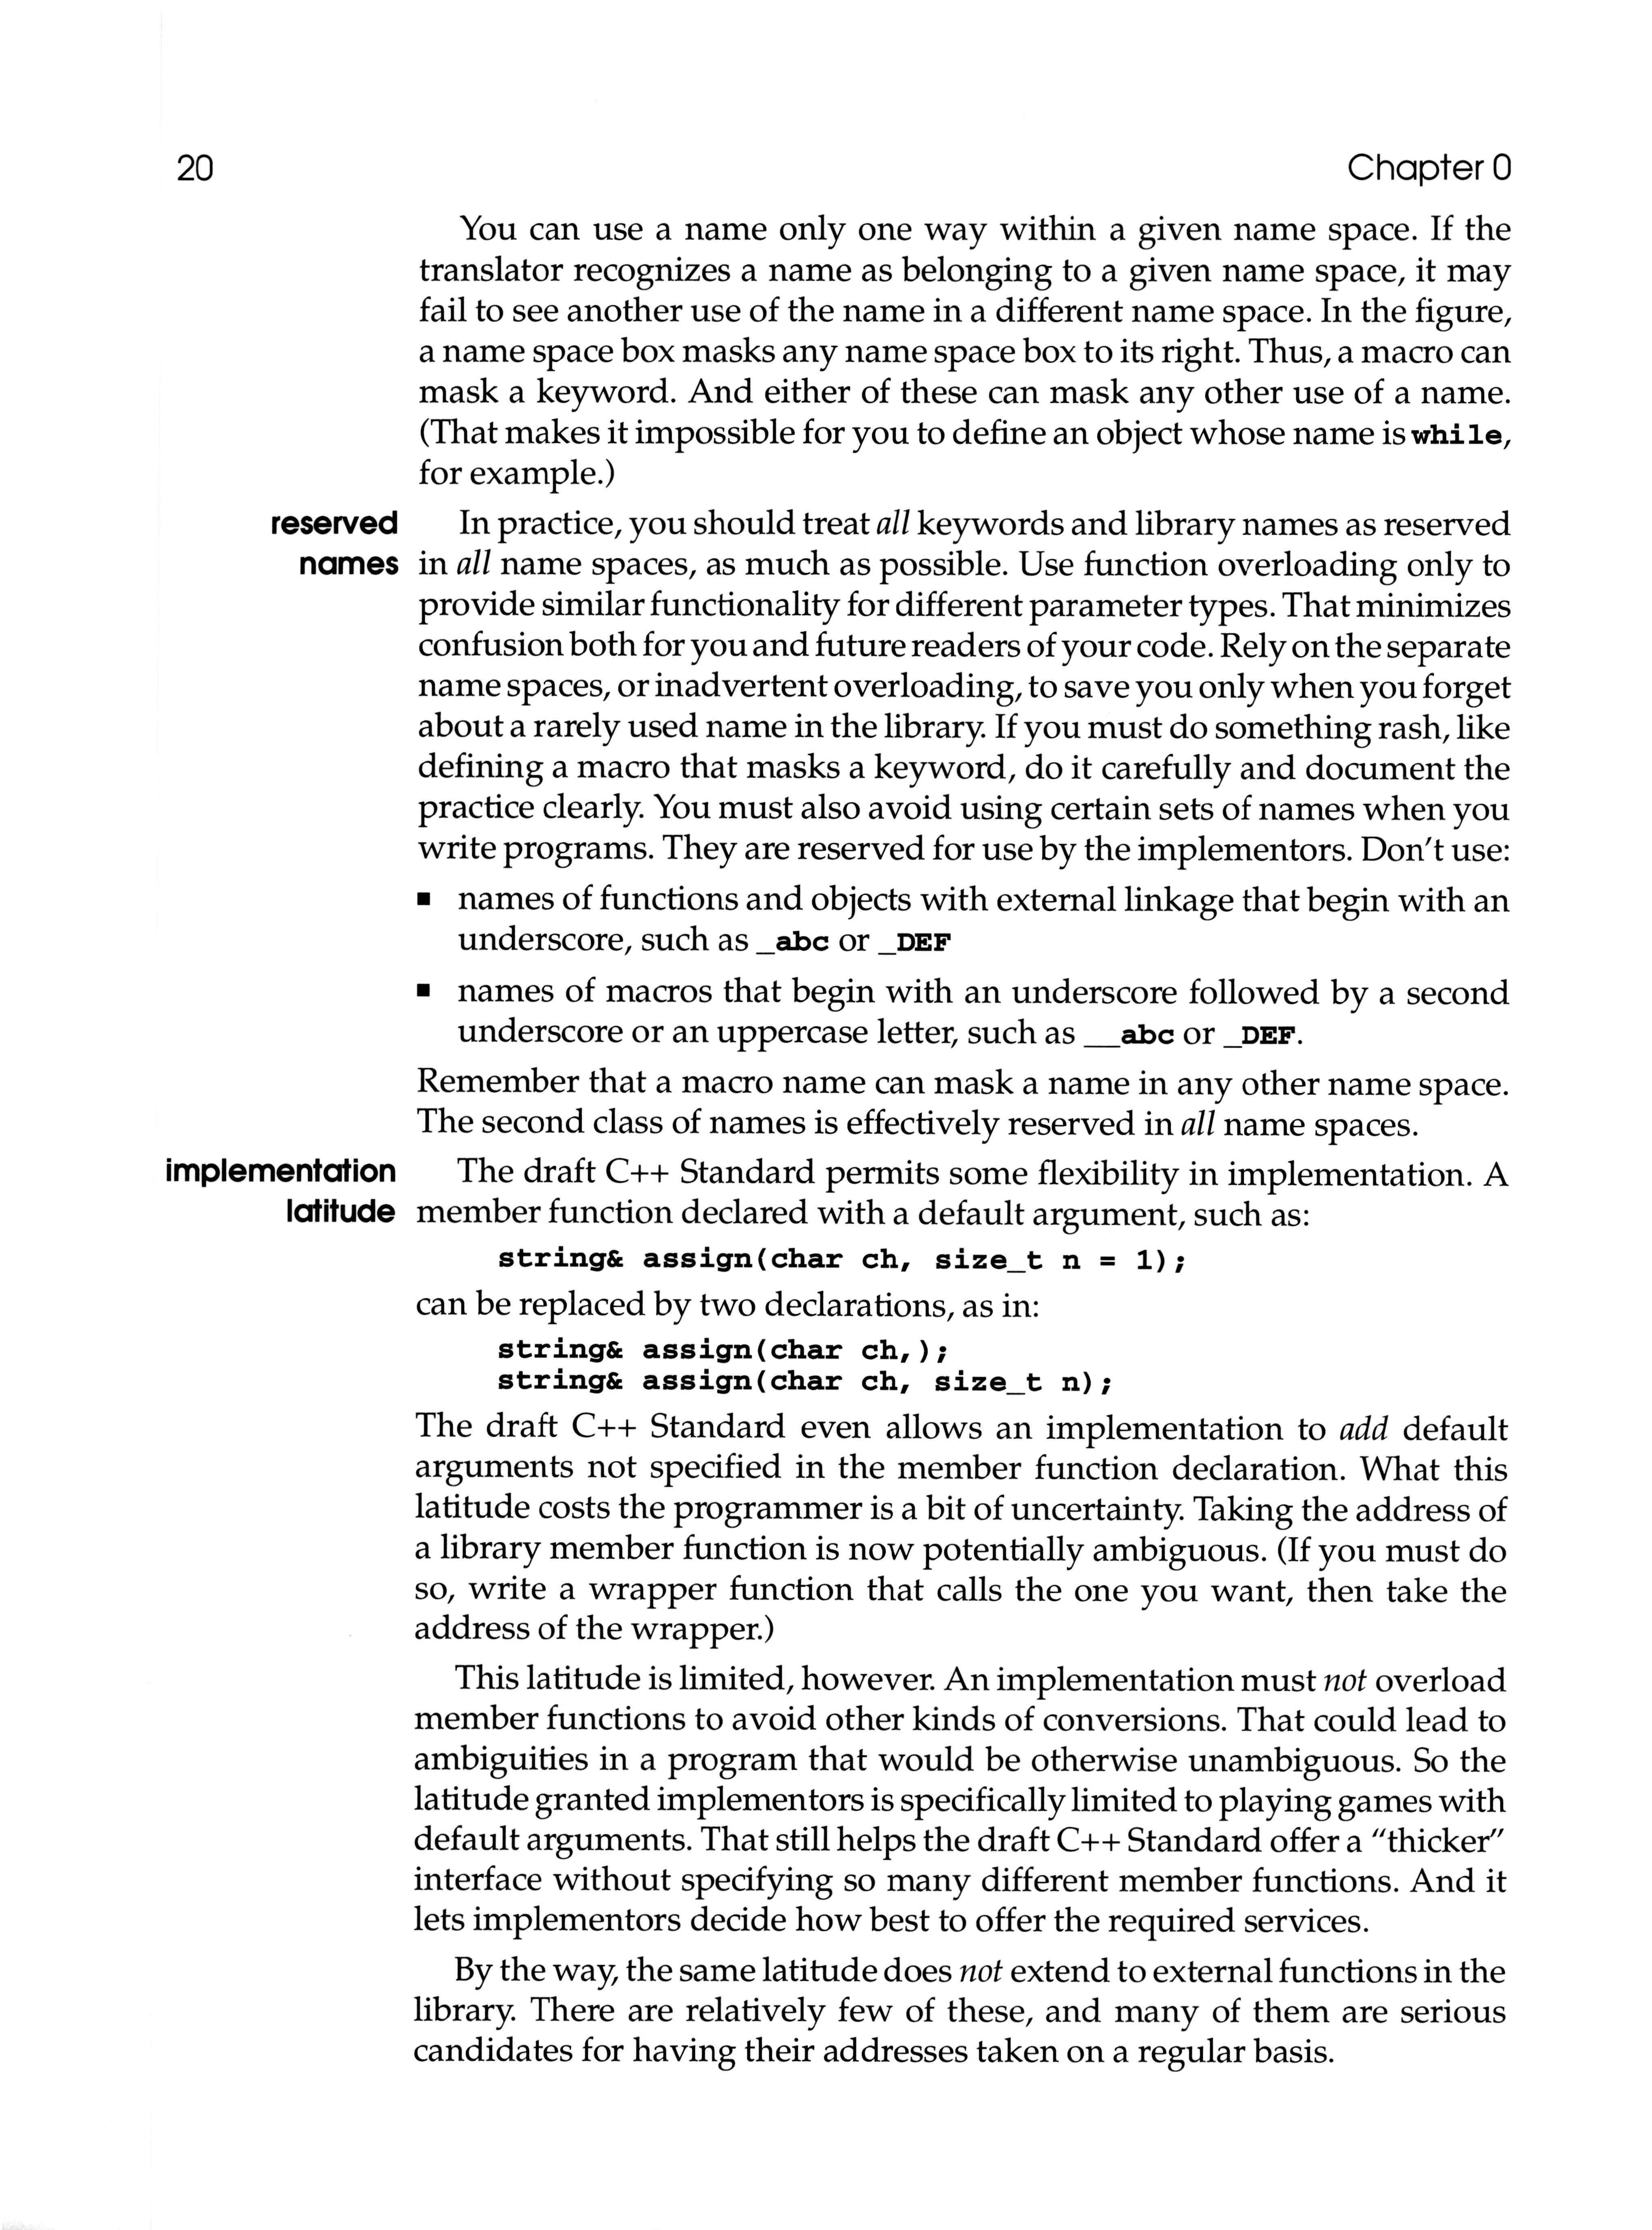 20
Chapter 0
You can use a name only one way within a given name space. If the
translator recognizes a name as belonging to a given name space, it may
fail to see another use of the name in a different name space. In the figure,
a name space box masks any name space box to its right. Thus, a macro can
mask a keyword. And either of these can mask any other use of a name.
(That makes it impossible for you to define an object whose name is while,
for example.)
reserved
names
In practice, you should treat all keywords and library names as reserved
in all name spaces, as much as possible. Use function overloading only to
provide similar functionality for different parameter types. That minimizes
confusion both for you and future readers of your code. Rely on the separate
name spaces, or inadvertent overloading, to save you only when you forget
about a rarely used name in the library. If you must do something rash, like
defining a macro that masks a keyword, do it carefully and document the
practice clearly. You must also avoid using certain sets of names when you
write programs. They are reserved for use by the implementors. Don't use:
■ names of functions and objects with external linkage that begin with an
underscore, such as _abc or _DEF
■ names of macros that begin with an underscore followed by a second
underscore or an uppercase letter, such as __abc or _DEF.
Remember that a macro name can mask a name in any other name space.
The second class of names is effectively reserved in all name spaces.
implementation
latitude
The draft C++ Standard permits some flexibility in implementation. A
member function declared with a default argument, such as:
string& assign(char ch, size_t n = 1);
can be replaced by two declarations, as in:
string& assign(char ch,);
string& assign(char ch, size_t n);
The draft C++ Standard even allows an implementation to add default
arguments not specified in the member function declaration. What this
latitude costs the programmer is a bit of uncertainty. Taking the address of
a library member function is now potentially ambiguous. (If you must do
so, write a wrapper function that calls the one you want, then take the
address of the wrapper.)
This latitude is limited, however. An implementation must not overload
member functions to avoid other kinds of conversions. That could lead to
ambiguities in a program that would be otherwise unambiguous. So the
latitude granted implementors is specifically limited to playing games with
default arguments. That still helps the draft C++ Standard offer a "thicker"
interface without specifying so many different member functions. And it
lets implementors decide how best to offer the required services.
By the way, the same latitude does not extend to external functions in the
library. There are relatively few of these, and many of them are serious
candidates for having their addresses taken on a regular basis.